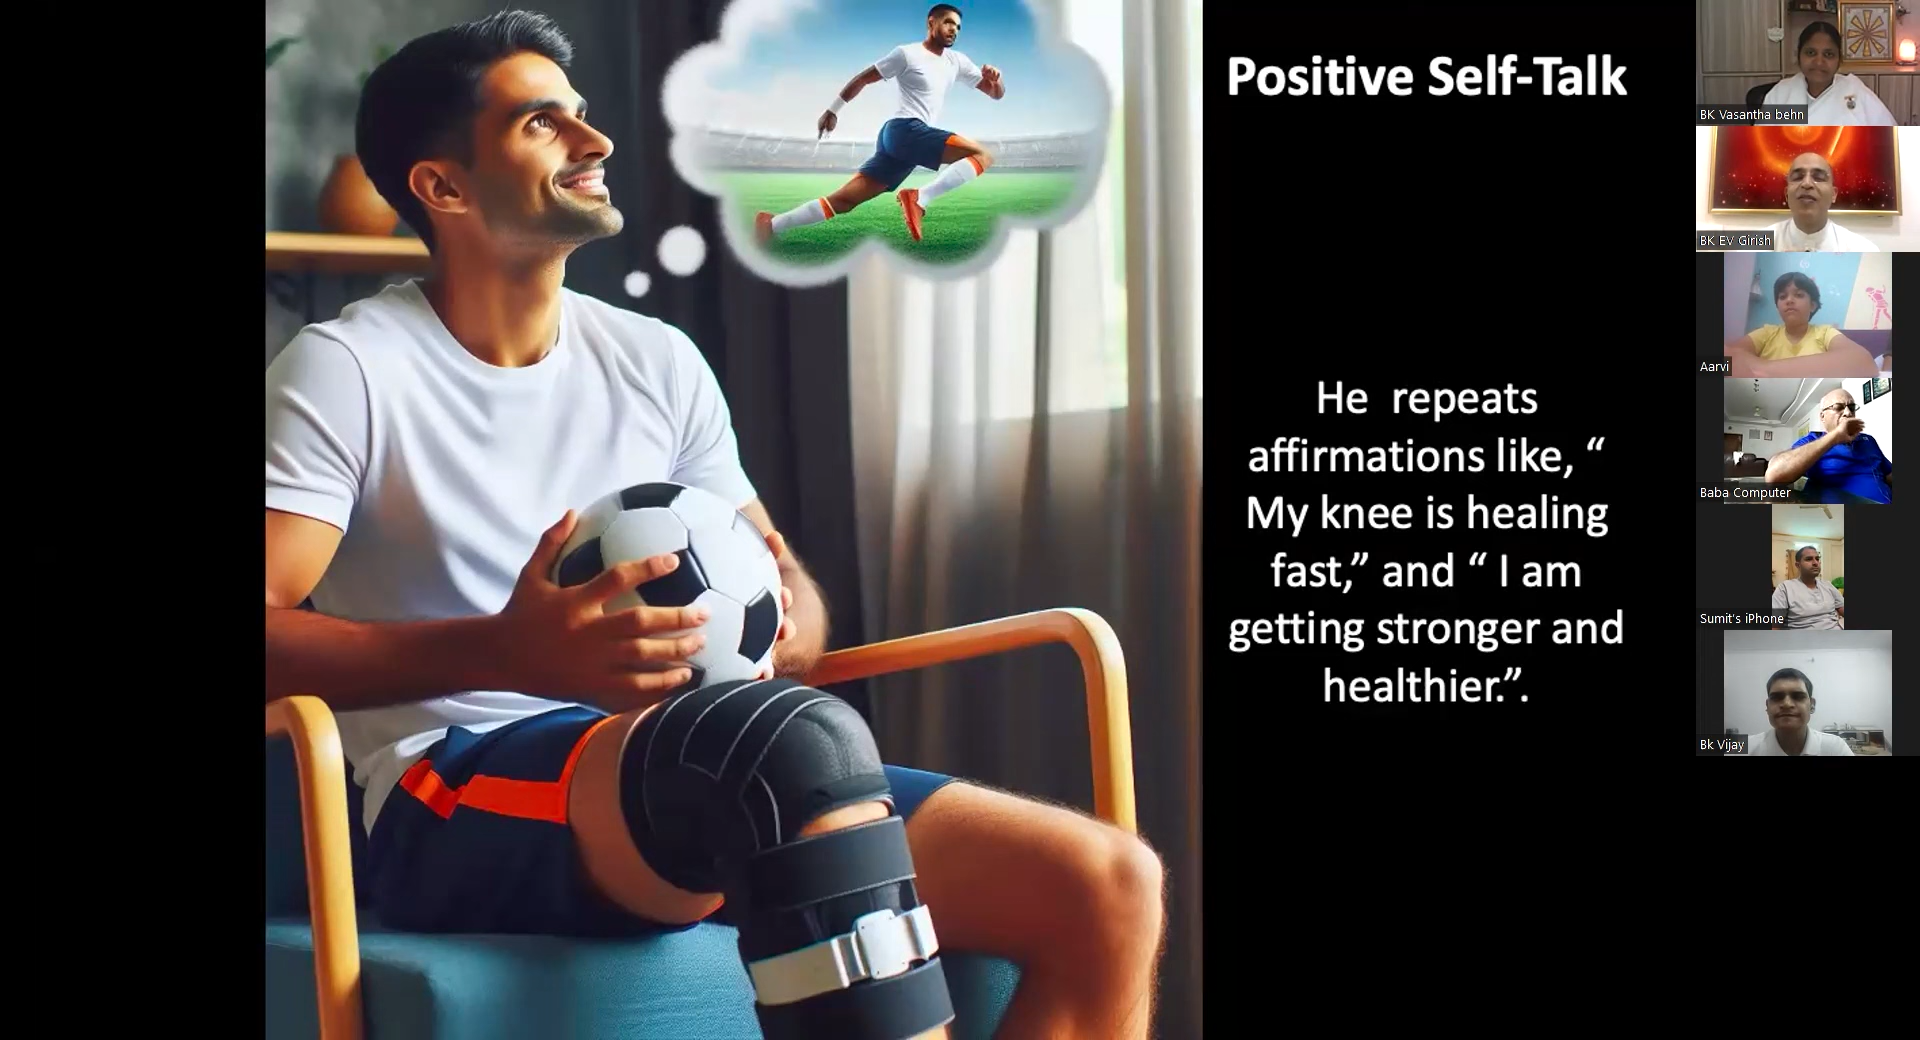 Positive Self-Talk
He repeats
affirmations like, “
My knee is healing
fast,” and “ I am
getting stronger and
healthier.”.
BK Vasantha behn
BK EV Girish
Aarvi
Baba Computer
Sumit's iPhone
Bk Vijay